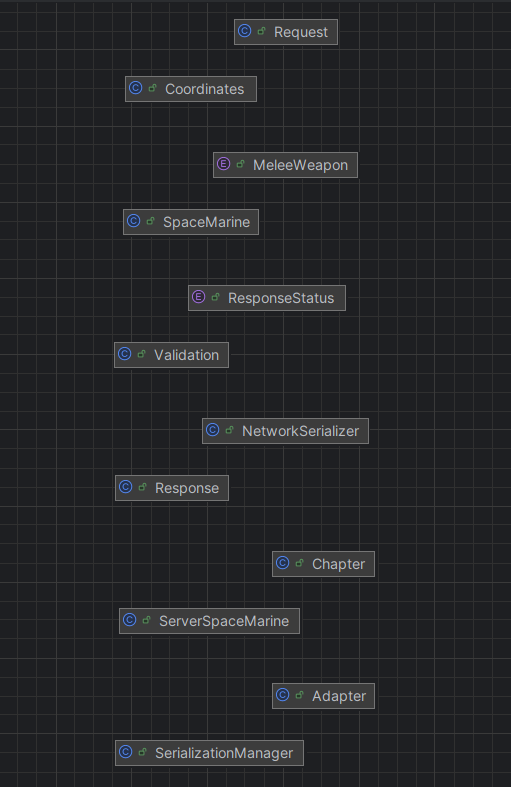 Request
Coordinates
MeleeWeapon
SpaceMarine
ResponseStatus
Validation
NetworkSerializer
Response
Chapter
ServerSpaceMarine
Adapter
SerializationManager